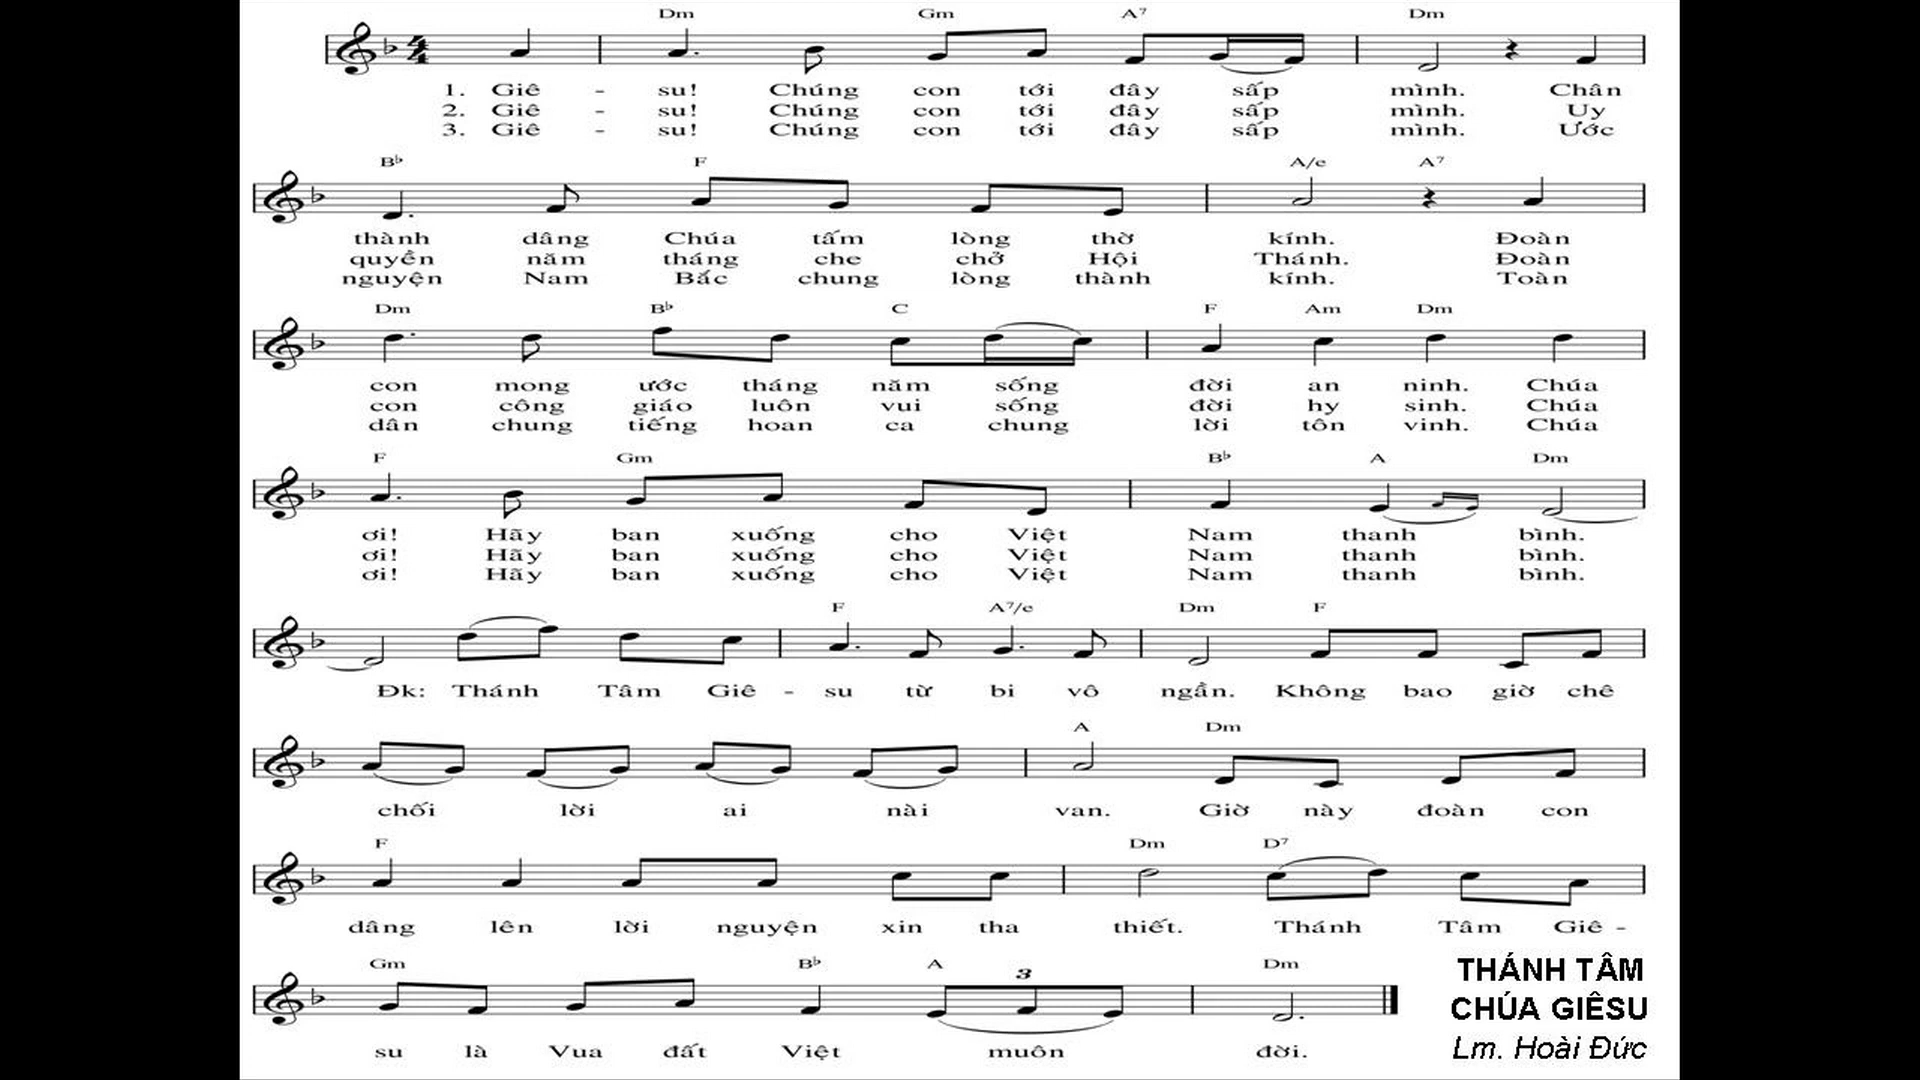 Dm Gm A7 Dm
4/4
1. Giê - su! Chúng con tới đây sấp mình. Chân
2. Giê - su! Chúng con tới đây sấp mình. Uy
3. Giê - su! Chúng con tới đây sấp mình. Ước
B♭ F A/e A7
thành dâng Chúa tấm lòng thờ kính. Đoàn
quyền năm tháng che chở Hội Thánh. Đoàn
nguyện Nam Bắc chung lòng thành kính. Toàn
Dm B♭ C F Am Dm
con mong ước tháng năm sống đời an ninh. Chúa
con công giáo luôn vui sống đời hy sinh. Chúa
dân chung tiếng hoan ca chung lời tôn vinh. Chúa
F Gm B♭ A Dm
ơi! Hãy ban xuống cho Việt Nam thanh bình.
ơi! Hãy ban xuống cho Việt Nam thanh bình.
ơi! Hãy ban xuống cho Việt Nam thanh bình.
F A7/e Dm F
Đk: Thánh Tâm Giê - su từ bi vô ngần. Không bao giờ chê
A Dm
chối lời ai nài van. Giờ này đoàn con
F Dm D7
dâng lên lời nguyện xin tha thiết. Thánh Tâm Giê -
Gm B♭ A 3 Dm
su là Vua đất Việt muôn đời.
THÁNH TÂM
CHÚA GIÊSU
Lm. Hoài Đức